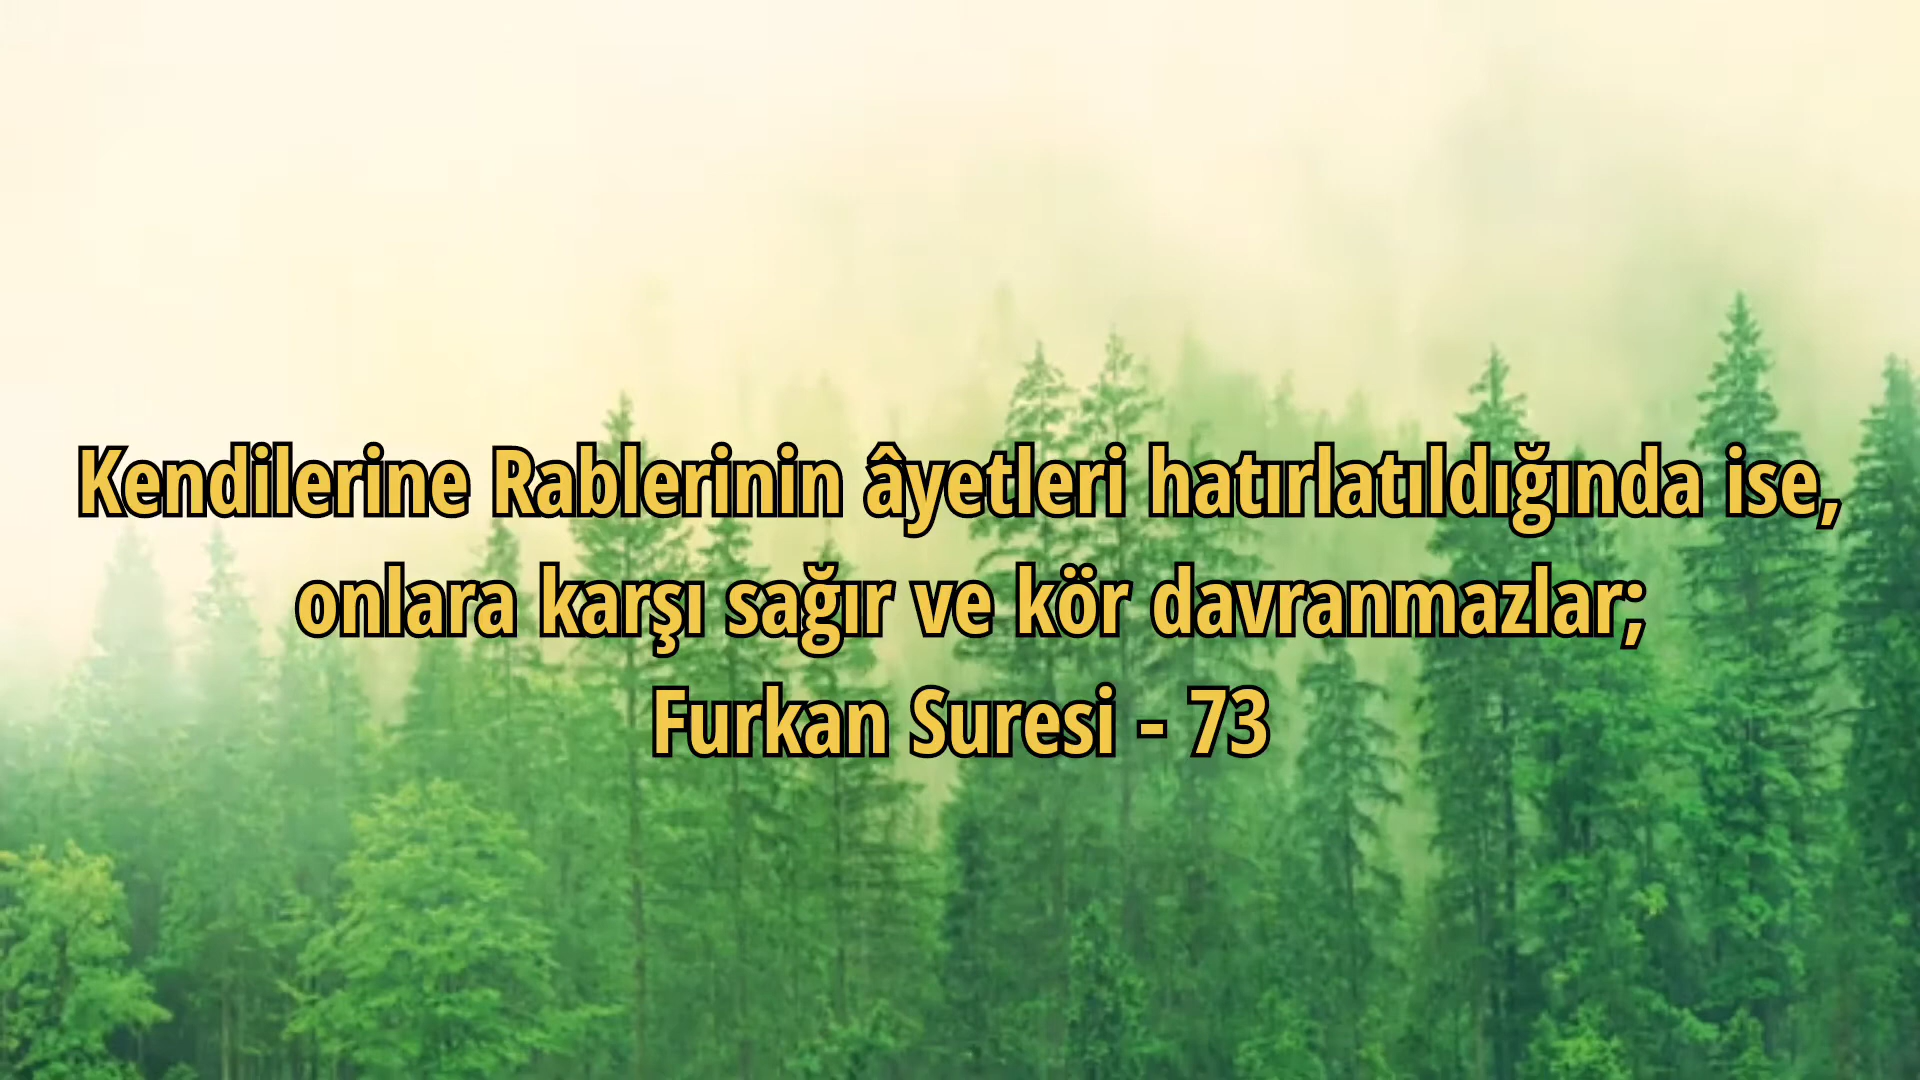 Kendilerine Rablerinin âyetleri hatırlatıldığında ise,
onlara karşı sağır ve kör davranmazlar;
Furkan Suresi - 73